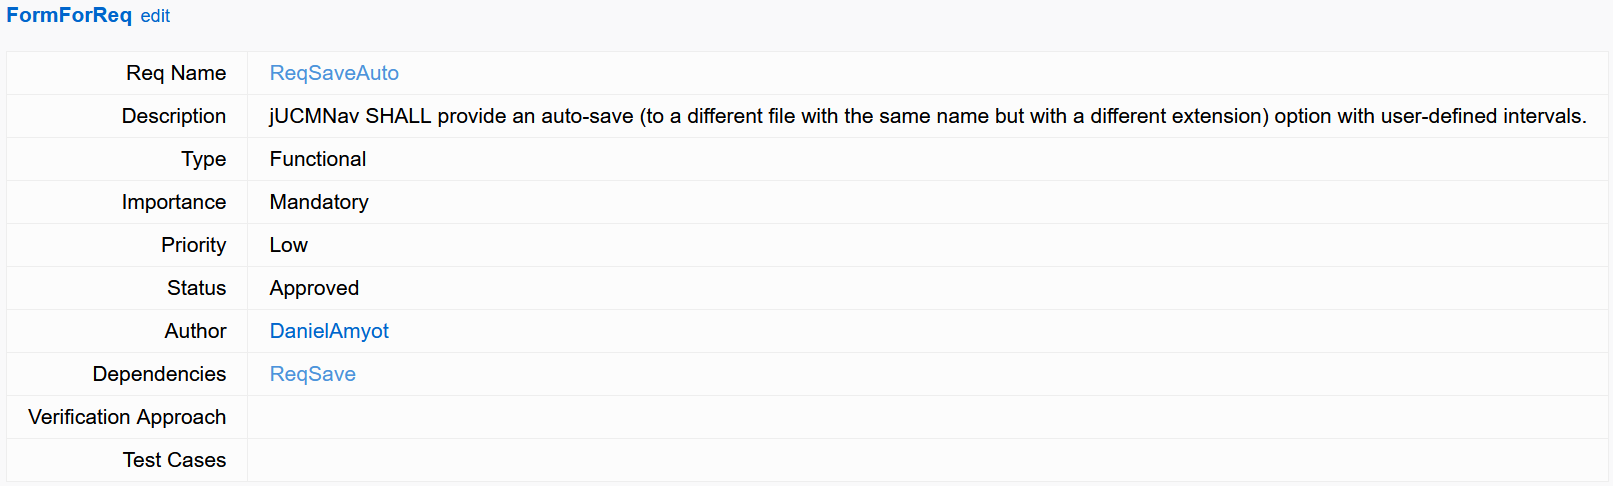 FormForReq edit
Req Name ReqSaveAuto
Description jUCMNav SHALL provide an auto-save (to a different file with the same name but with a different extension) option with user-defined intervals.
Type Functional
Importance Mandatory
Priority Low
Status Approved
Author DanielAmyot
Dependencies ReqSave
Verification Approach
Test Cases